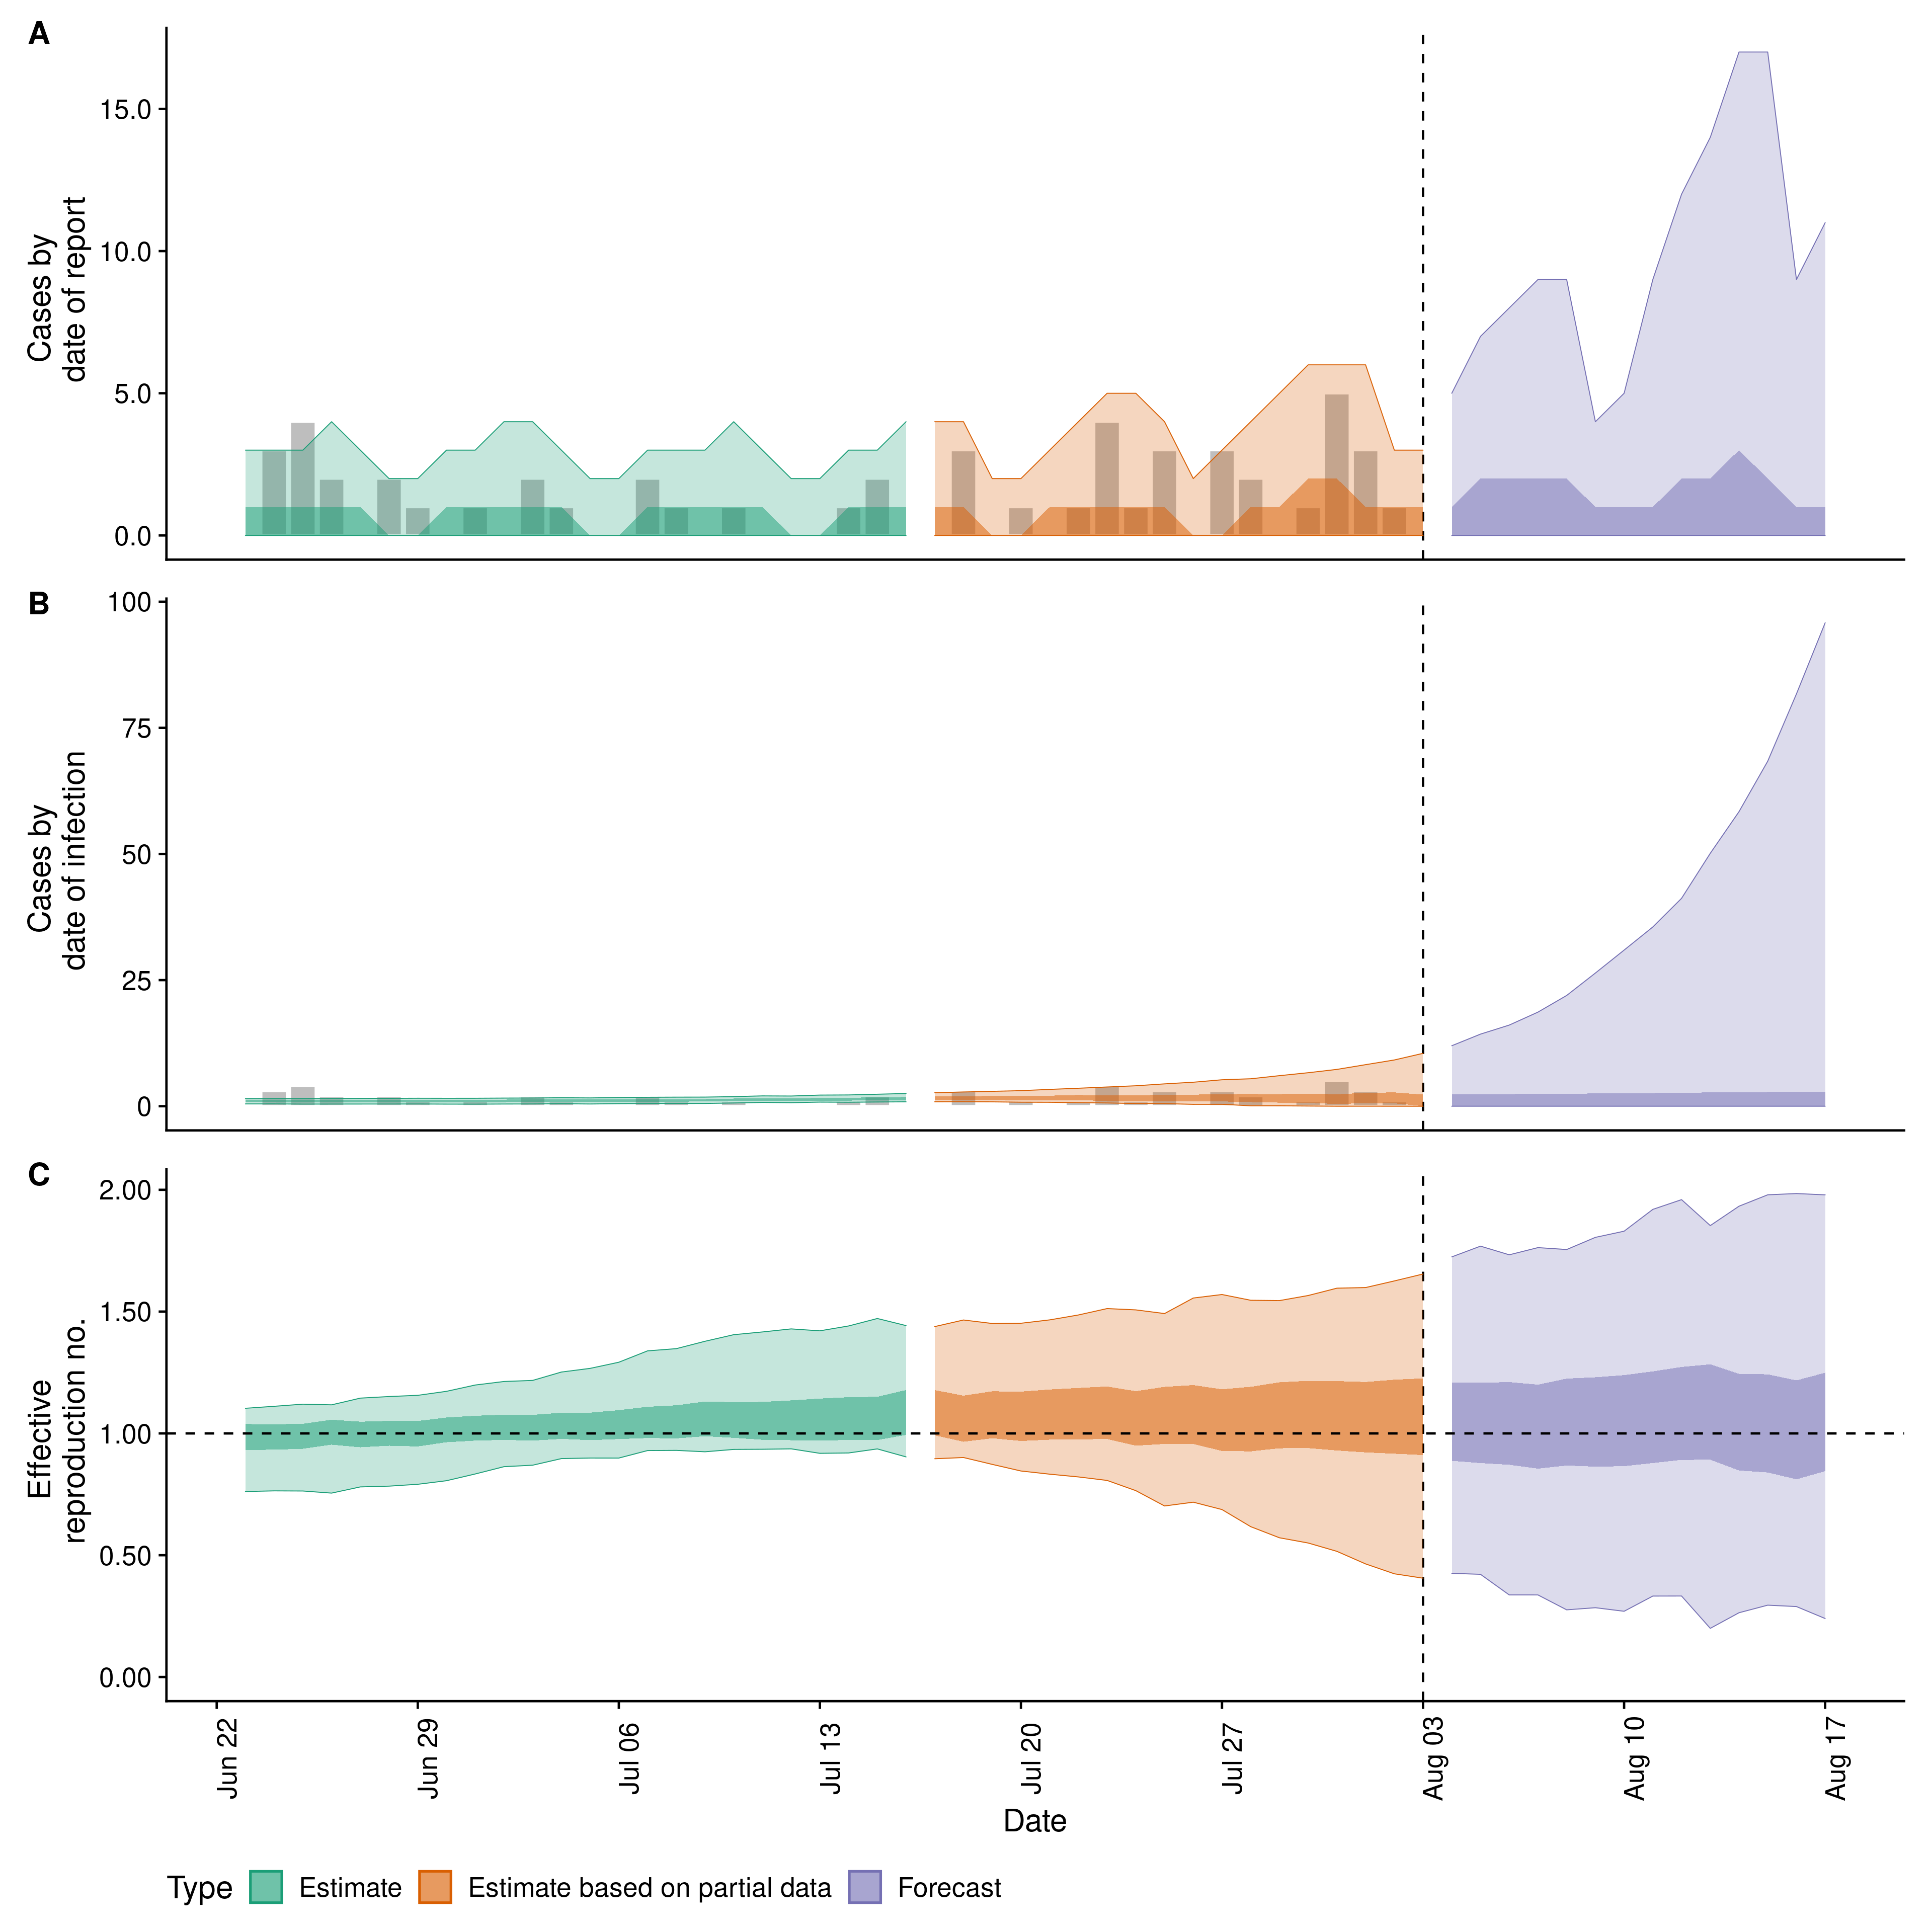 A
15.0
10.0
5.0
0.0
Cases by
date of report
B
100
75
50
25
0
Cases by
date of infection
C
2.00
1.50
1.00
0.50
0.00
Effective
reproduction no.
Jun 22
Jun 29
Jul 06
Jul 13
Jul 20
Jul 27
Aug 03
Aug 10
Aug 17
Date
Type Estimate Estimate based on partial data Forecast